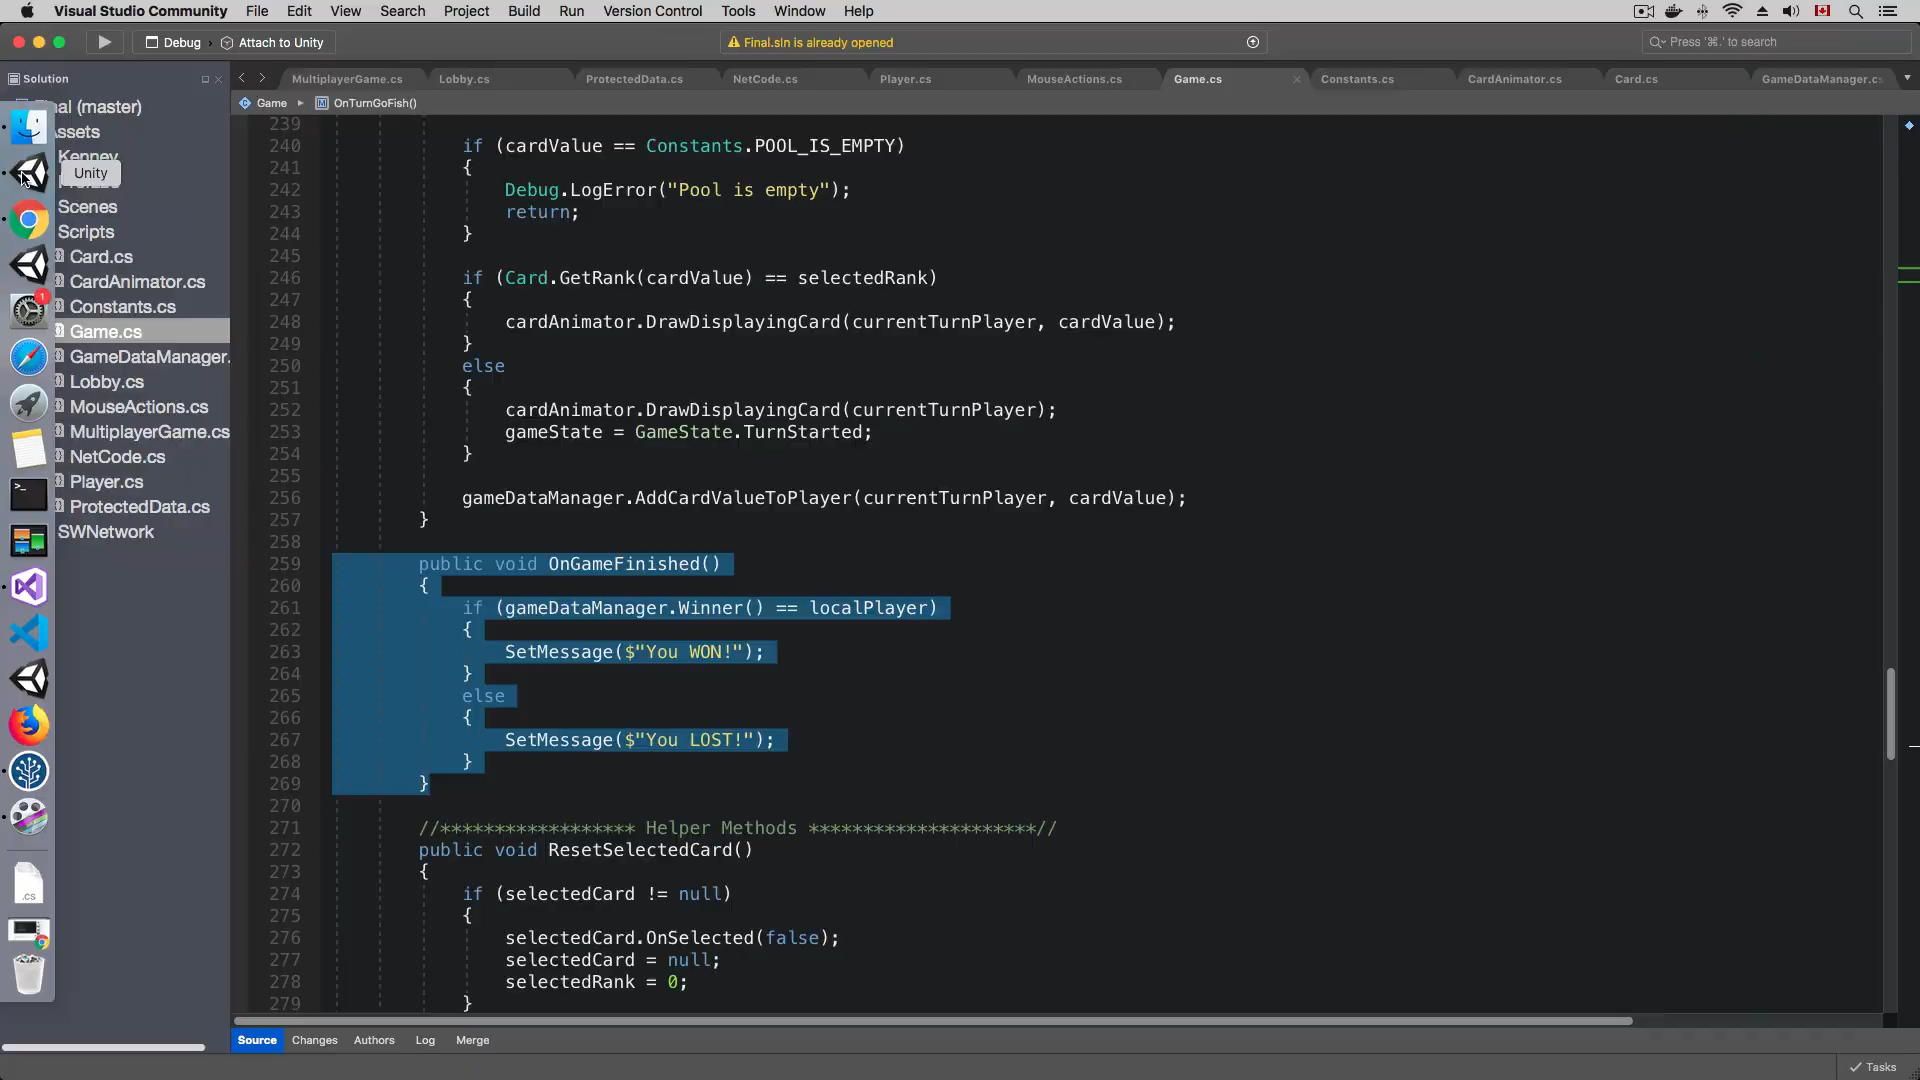 Visual Studio Community File Edit View Search Project Build Run Version Control Tools Window Help
Debug › Attach to Unity
Final.sln is already opened
Press '⌘.' to search
Solution
MultiplayerGame.cs Lobby.cs ProtectedData.cs NetCode.cs Player.cs MouseActions.cs Game.cs Constants.cs CardAnimator.cs Card.cs GameDataManager.cs
Game OnTurnGoFish()
al (master)
ssets
Kenney
Unity
Scenes
Scripts
Card.cs
CardAnimator.cs
Constants.cs
Game.cs
GameDataManager.
Lobby.cs
MouseActions.cs
MultiplayerGame.cs
NetCode.cs
Player.cs
ProtectedData.cs
SWNetwork
1
.cs
239
240 if (cardValue == Constants.POOL_IS_EMPTY)
241 {
242 Debug.LogError("Pool is empty");
243 return;
244 }
245
246 if (Card.GetRank(cardValue) == selectedRank)
247 {
248 cardAnimator.DrawDisplayingCard(currentTurnPlayer, cardValue);
249 }
250 else
251 {
252 cardAnimator.DrawDisplayingCard(currentTurnPlayer);
253 gameState = GameState.TurnStarted;
254 }
255
256 gameDataManager.AddCardValueToPlayer(currentTurnPlayer, cardValue);
257 }
258
259 public void OnGameFinished()
260 {
261 if (gameDataManager.Winner() == localPlayer)
262 {
263 SetMessage($"You WON!");
264 }
265 else
266 {
267 SetMessage($"You LOST!");
268 }
269 }
270
271 //****************** Helper Methods *********************//
272 public void ResetSelectedCard()
273 {
274 if (selectedCard != null)
275 {
276 selectedCard.OnSelected(false);
277 selectedCard = null;
278 selectedRank = 0;
279 }
Source Changes Authors Log Merge
Tasks